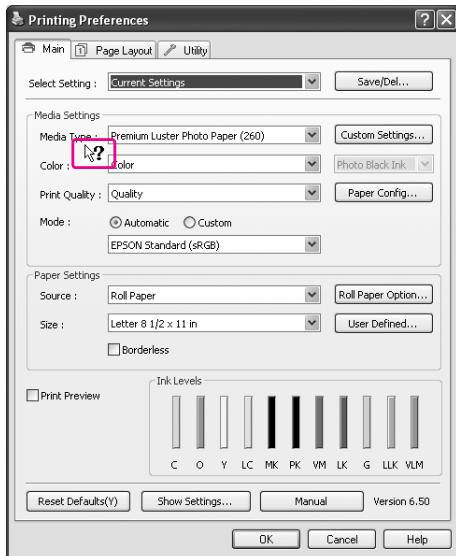 Printing Preferences
Main Page Layout Utility
Select Setting : Current Settings Save/Del...
Media Settings
Media Type : Premium Luster Photo Paper (260) Custom Settings...
Color : Color Photo Black Ink
Print Quality : Quality Paper Config...
Mode : Automatic Custom
EPSON Standard (sRGB)
Paper Settings
Source : Roll Paper Roll Paper Option...
Size : Letter 8 1/2 x 11 in User Defined...
Borderless
Print Preview
Ink Levels
C O Y LC MK PK VM LK G LLK VLM
Reset Defaults(Y) Show Settings... Manual Version 6.50
OK Cancel Help